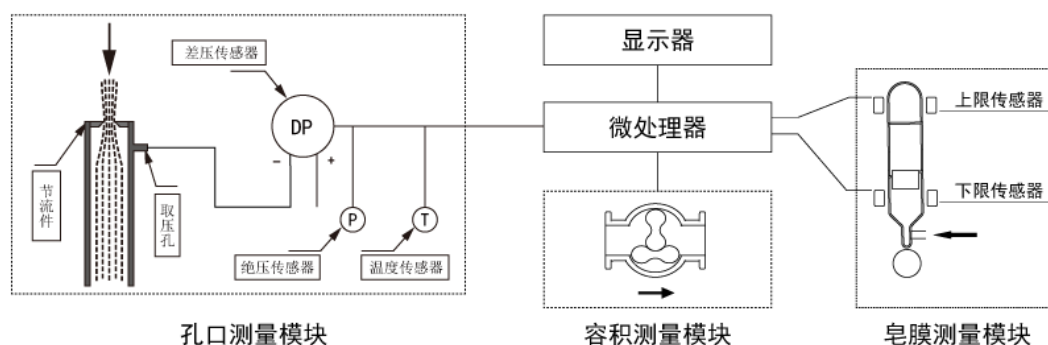 差压传感器
DP
-
+
节流件
取压孔
P
T
绝压传感器
温度传感器
孔口测量模块
显示器
微处理器
容积测量模块
上限传感器
下限传感器
皂膜测量模块